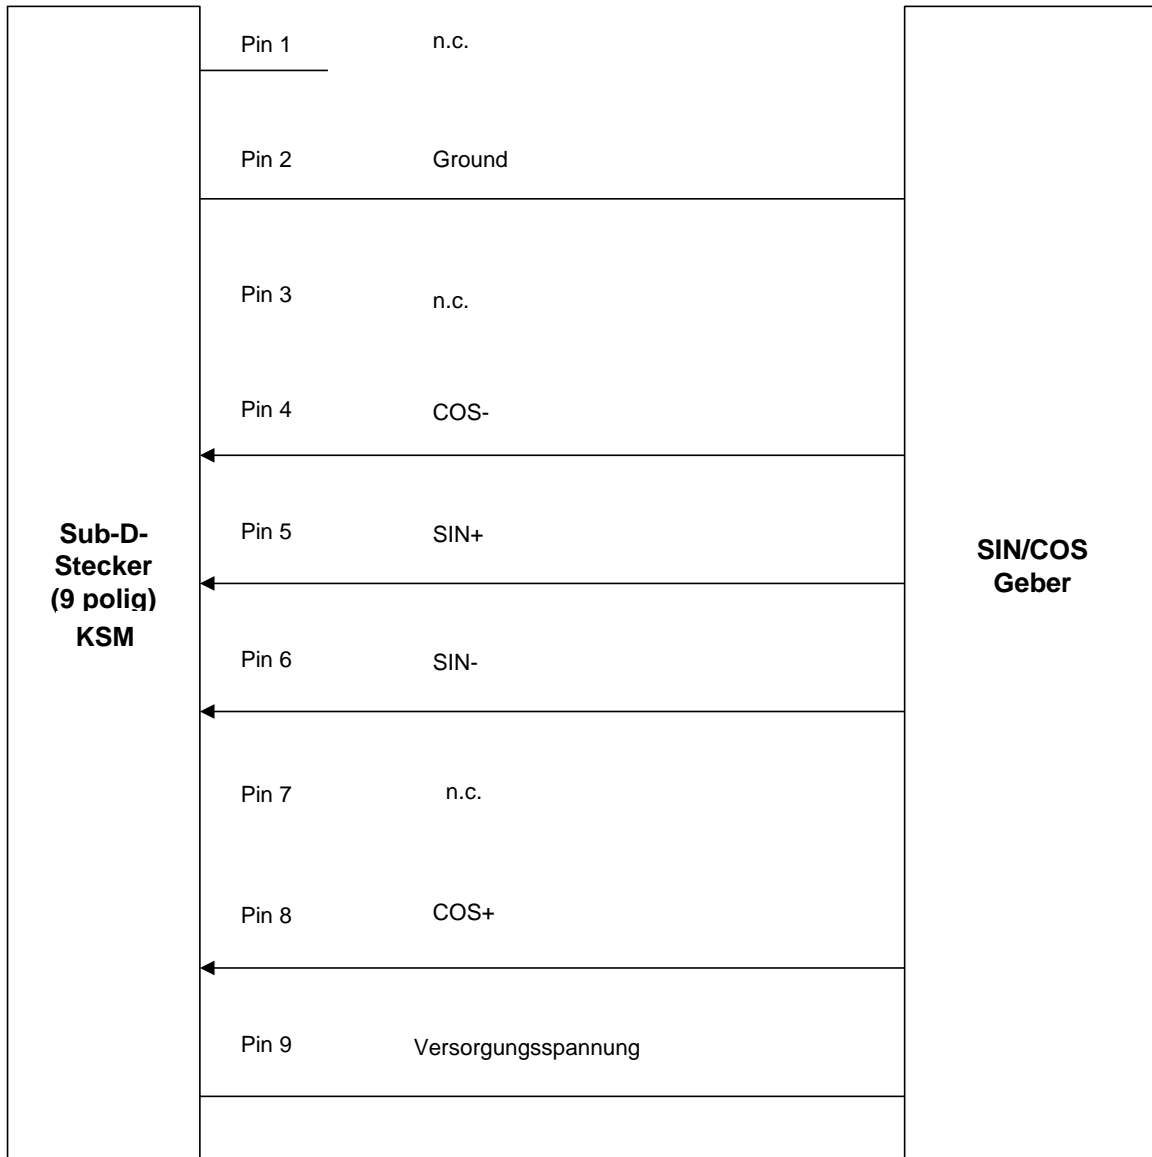 Pin 1 n.c.
Pin 2 Ground
Pin 3 n.c.
Pin 4 COS-
Pin 5 SIN+
Pin 6 SIN-
Pin 7 n.c.
Pin 8 COS+
Pin 9 Versorgungsspannung
Sub-D-
Stecker
(9 polig)
KSM
SIN/COS
Geber